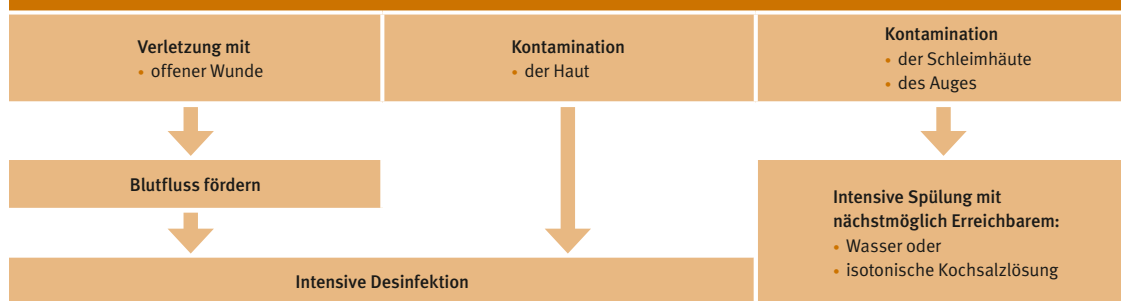 Verletzung mit
• offener Wunde
Kontamination
• der Haut
Kontamination
• der Schleimhäute
• des Auges
Blutfluss fördern
Intensive Desinfektion
Intensive Spülung mit
nächstmöglich Erreichbarem:
• Wasser oder
• isotonische Kochsalzlösung